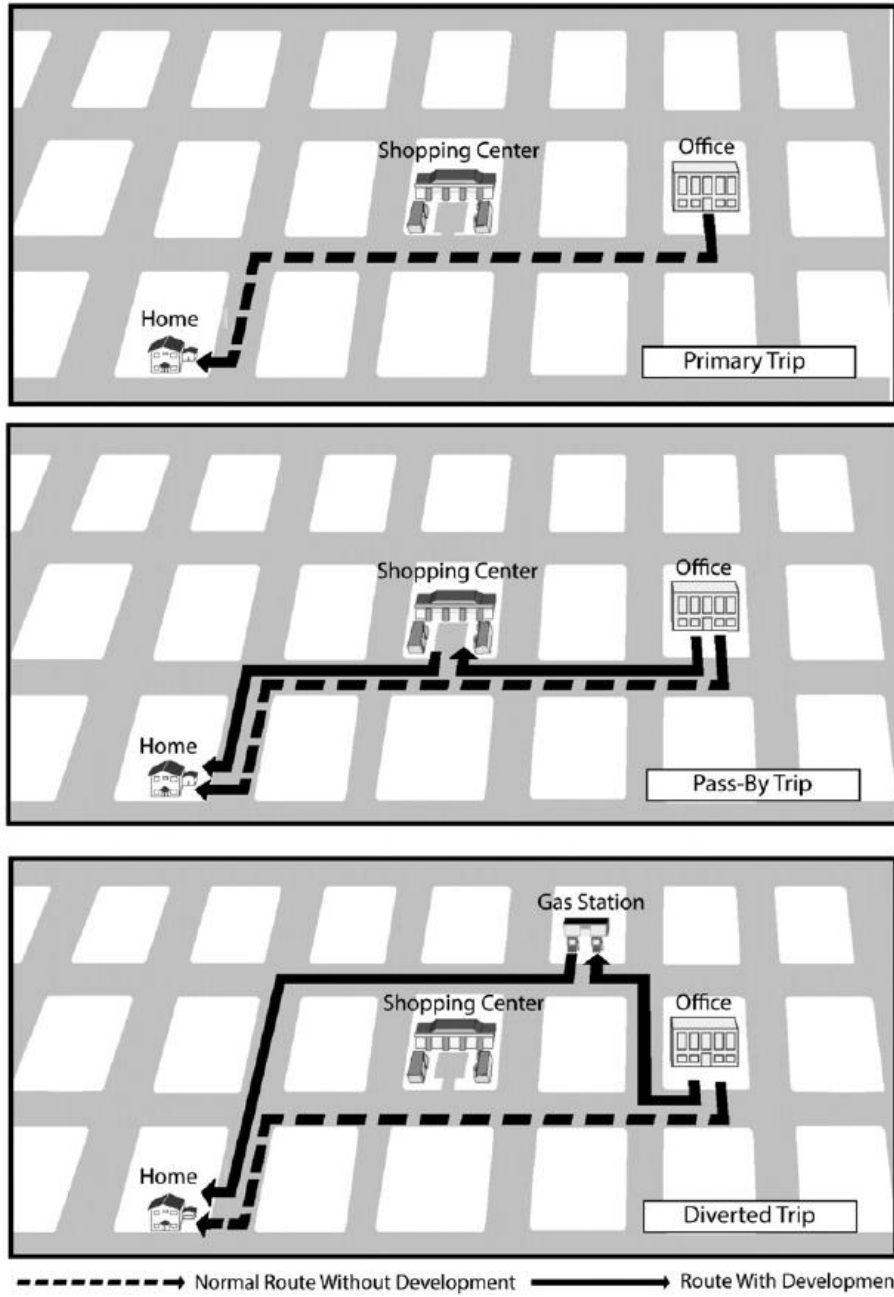 Shopping Center
Office
Home
Primary Trip
Shopping Center
Office
Home
Pass-By Trip
Gas Station
Shopping Center
Office
Home
Diverted Trip
Normal Route Without Development
Route With Developmen